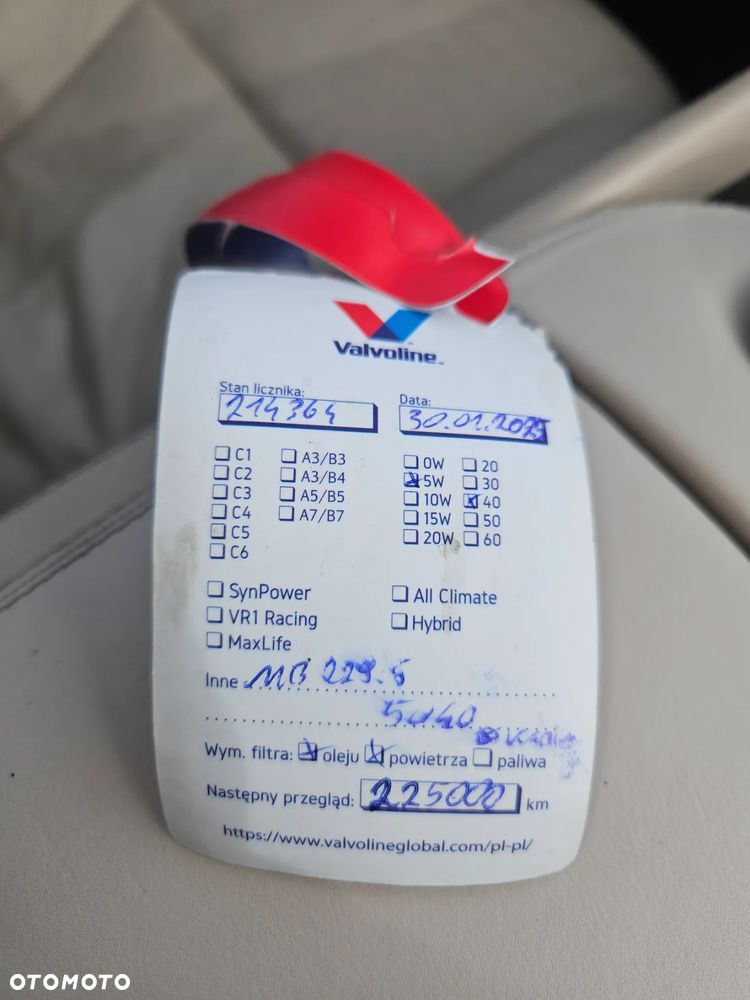 Valvoline™
Stan licznika: 214364 Data: 30.01.2025
C1 A3/B3 0W 20
C2 A3/B4 5W 30
C3 A5/B5 10W 40
C4 A7/B7 15W 50
C5 20W 60
C6
SynPower All Climate
VR1 Racing Hybrid
MaxLife
Inne MB 229.5
5W40
Wym. filtra: oleju powietrza paliwa
Następny przegląd: 225000 km
https://www.valvolineglobal.com/pl-pl/
OTOMOTO